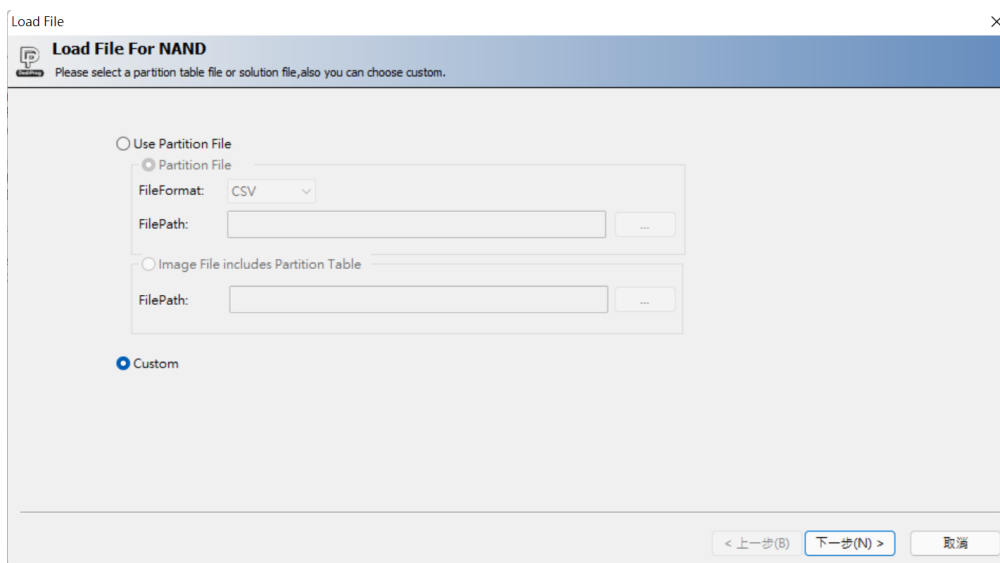 Load File
Load File For NAND
Please select a partition table file or solution file,also you can choose custom.
Use Partition File
Partition File
FileFormat: CSV
FilePath: ...
Image File includes Partition Table
FilePath: ...
Custom
< 上一步(B) 下一步(N) > 取消